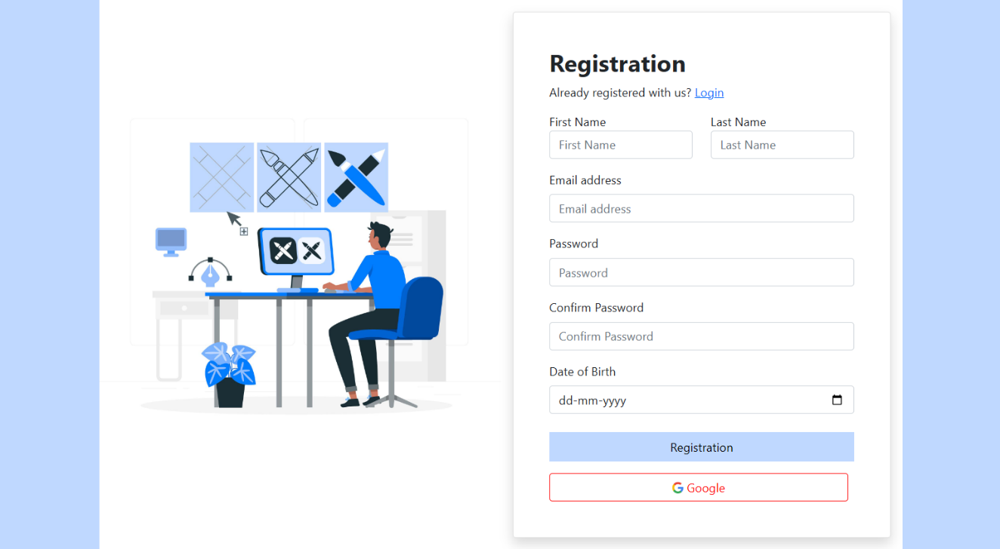 Registration
Already registered with us? Login
First Name Last Name
First Name Last Name
Email address
Email address
Password
Password
Confirm Password
Confirm Password
Date of Birth
dd-mm-yyyy
Registration
Google